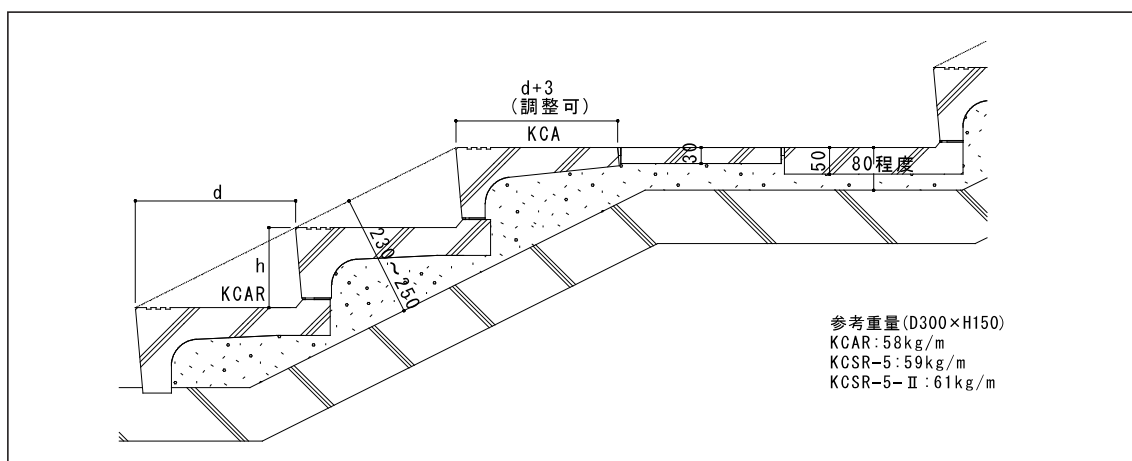 d+3
(調整可)
KCA
30
50
80程度
d
h
KCAR
230~250
参考重量(D300×H150)
KCAR:58kg/m
KCSR-5:59kg/m
KCSR-5-Ⅱ:61kg/m